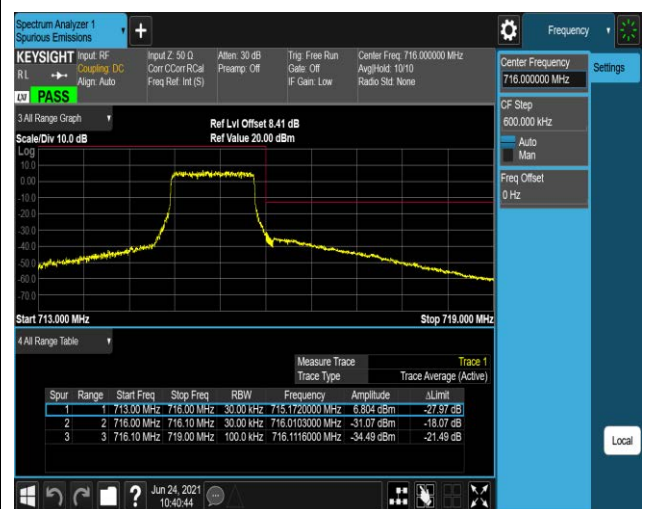 Spectrum Analyzer 1
Spurious Emissions
+
Frequency
KEYSIGHT Input: RF Input Z: 50 Ω Atten: 30 dB Trig: Free Run Center Freq: 716.000000 MHz
RL Coupling: DC Corr CCorr RCal Preamp: Off Gate: Off Avg|Hold: 10/10
Align: Auto Freq Ref: Int (S) IF Gain: Low Radio Std: None
LXI PASS
Center Frequency
716.000000 MHz
Settings
CF Step
600.000 kHz
Auto
Man
Freq Offset
0 Hz
3 All Range Graph
Ref Lvl Offset 8.41 dB
Scale/Div 10.0 dB Ref Value 20.00 dBm
Log
10.0
0.00
-10.0
-20.0
-30.0
-40.0
-50.0
-60.0
-70.0
Start 713.000 MHz Stop 719.000 MHz
4 All Range Table
Measure Trace Trace 1
Trace Type Trace Average (Active)
Spur Range Start Freq Stop Freq RBW Frequency Amplitude ΔLimit
1 1 713.00 MHz 716.00 MHz 30.00 kHz 715.1720000 MHz 6.804 dBm -27.97 dB
2 2 716.00 MHz 716.10 MHz 30.00 kHz 716.0103000 MHz -31.07 dBm -18.07 dB
3 3 716.10 MHz 719.00 MHz 100.0 kHz 716.1116000 MHz -34.49 dBm -21.49 dB
Local
? Jun 24, 2021
10:40:44